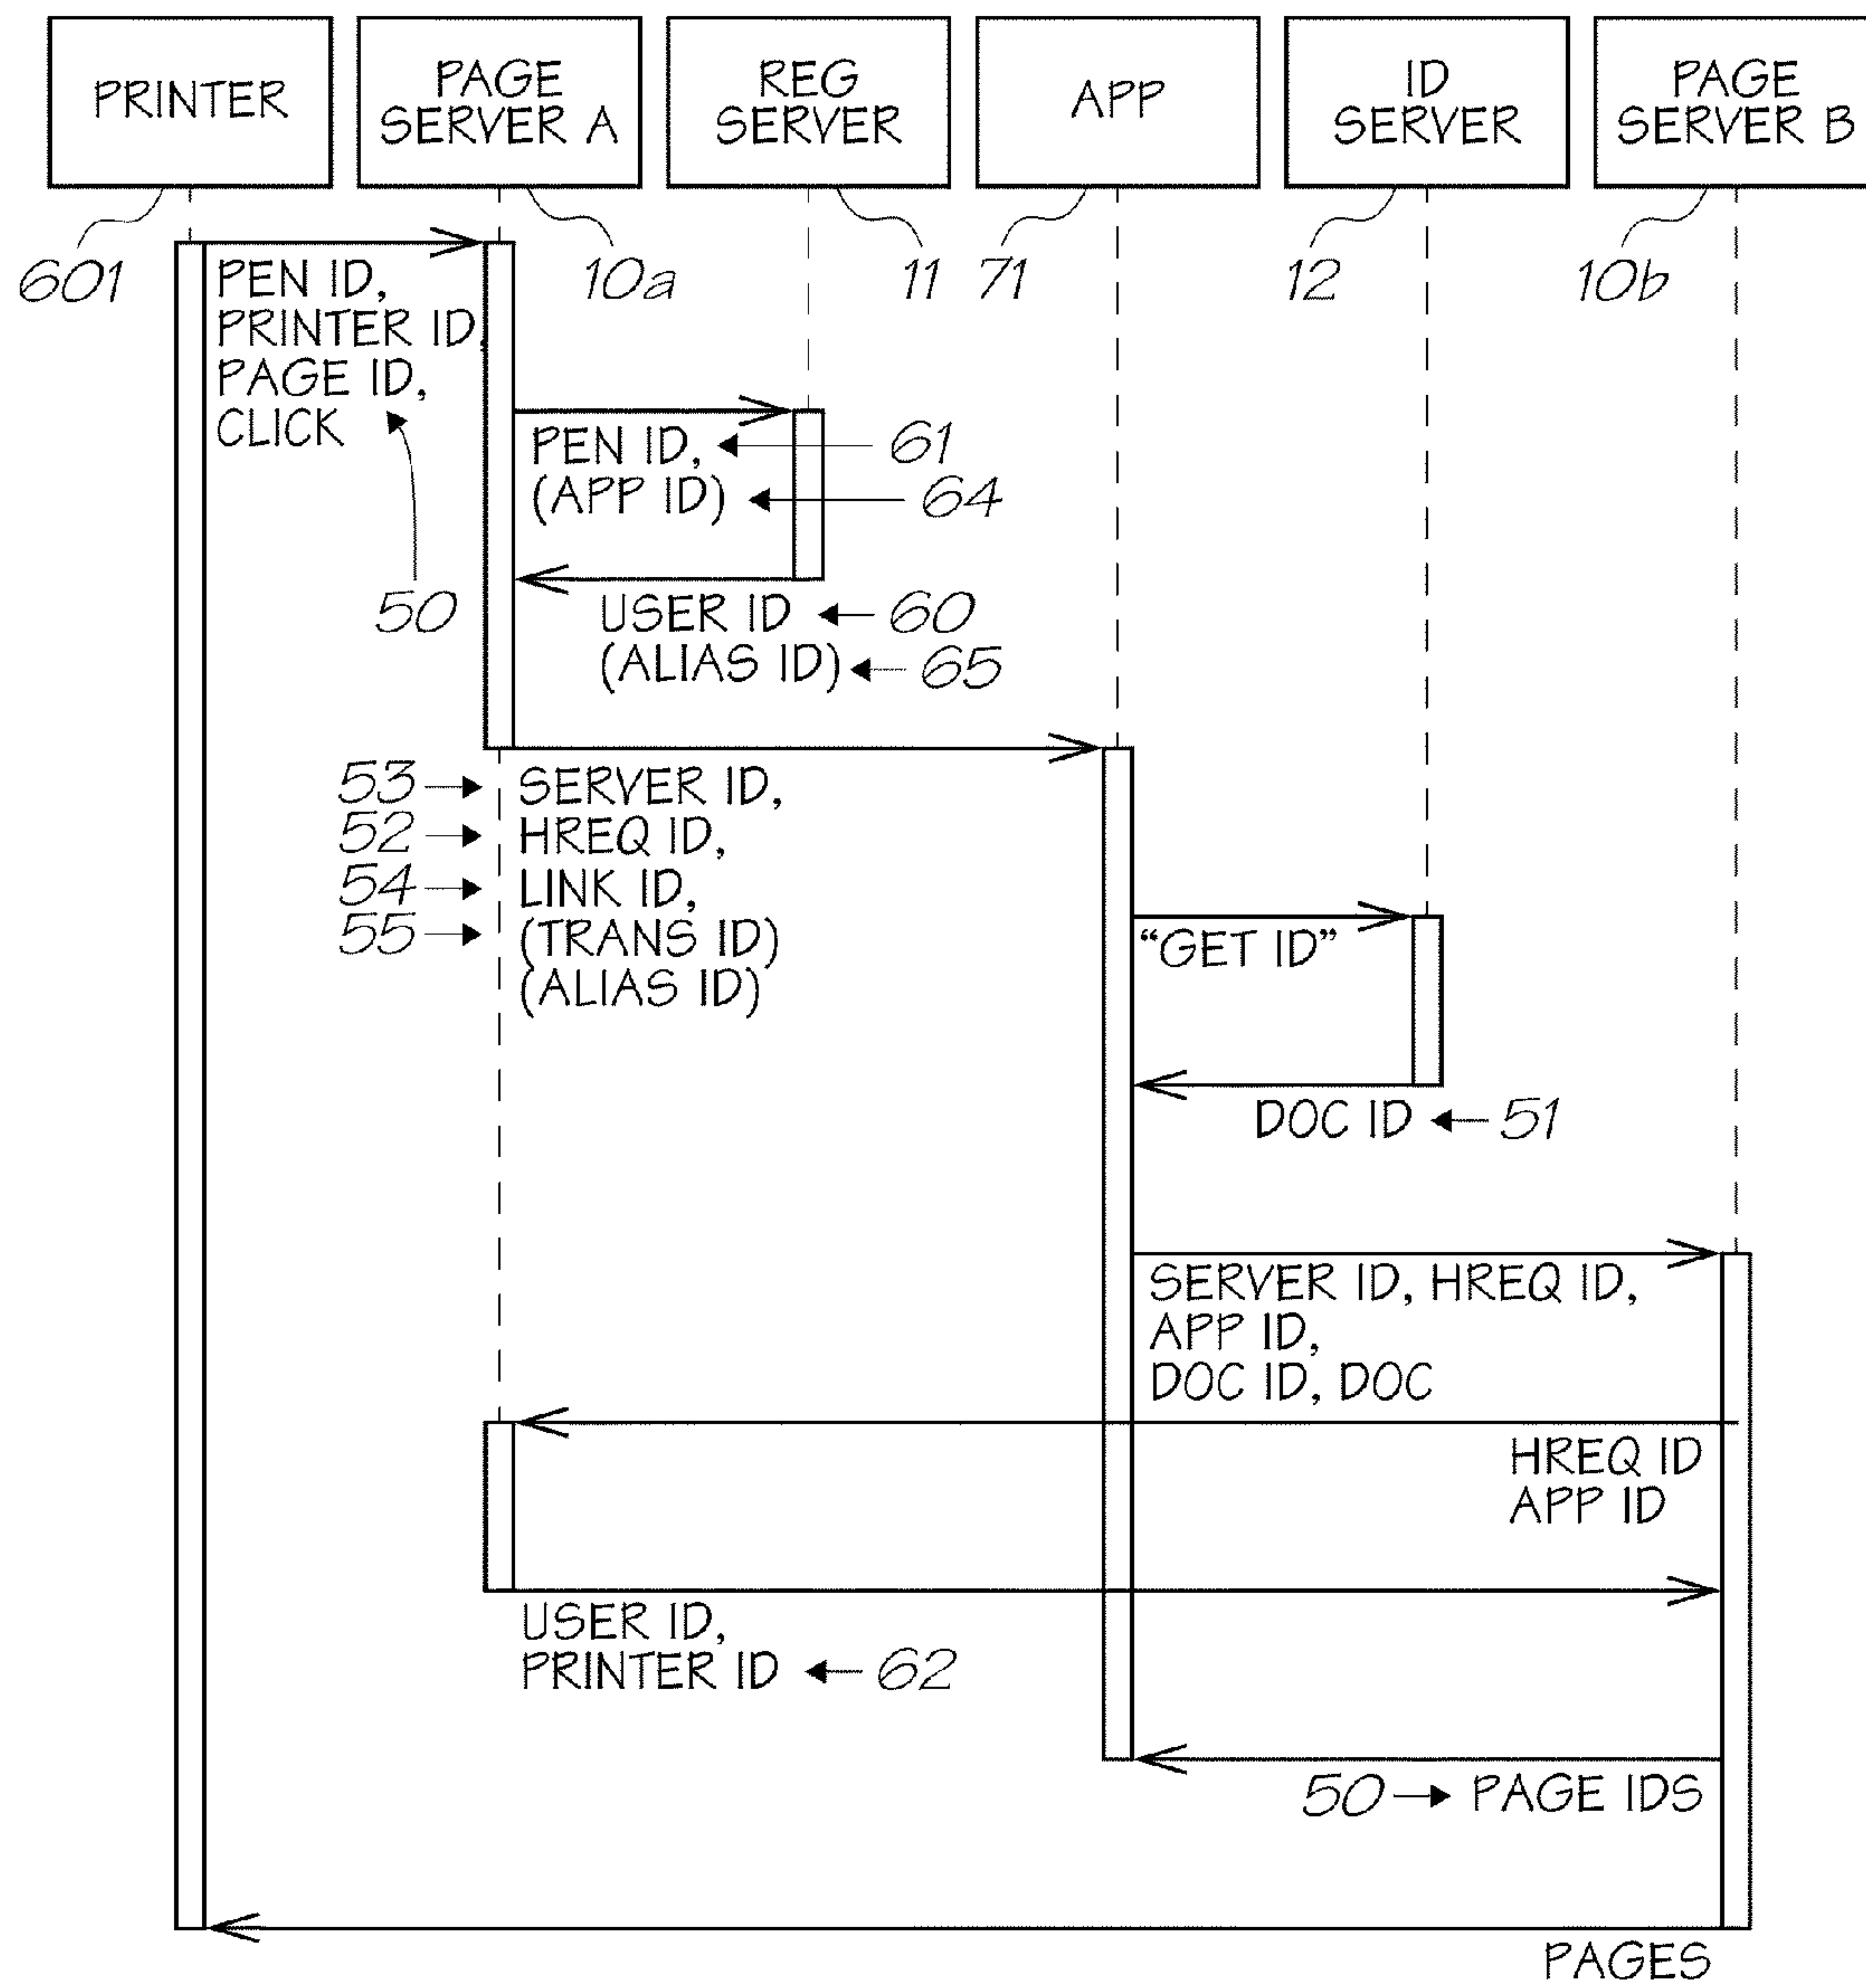 PRINTER
PAGE
SERVER A
REG
SERVER
APP
ID
SERVER
PAGE
SERVER B
601
10a
11
71
12
10b
PEN ID,
PRINTER ID,
PAGE ID,
CLICK
50
PEN ID,
61
(APP ID)
64
USER ID
60
(ALIAS ID)
65
53
SERVER ID,
52
HREQ ID,
54
LINK ID,
55
(TRANS ID)
(ALIAS ID)
“GET ID”
DOC ID
51
SERVER ID, HREQ ID,
APP ID,
DOC ID, DOC
HREQ ID
APP ID
USER ID,
PRINTER ID
62
50
PAGE IDS
PAGES